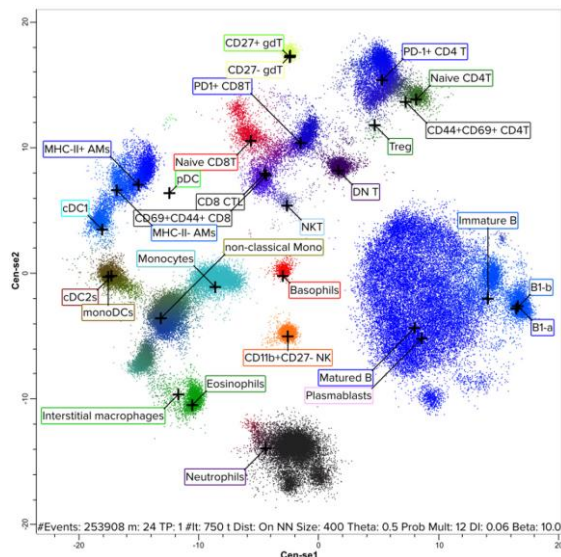 20
CD27+ gdT
CD27- gdT
PD-1+ CD4 T
PD1+ CD8T
Naive CD4T
MHC-II+ AMs
CD44+CD69+ CD4T
Naive CD8T
Treg
pDC
CD8 CTL
DN T
10
cDC1
CD69+CD44+ CD8
MHC-II- AMs
NKT
Immature B
non-classical Mono
Monocytes
Cen-se2
0
cDC2s
Basophils
B1-b
monoDCs
B1-a
CD11b+CD27- NK
Matured B
Eosinophils
Plasmablasts
-10
Interstitial macrophages
Neutrophils
-20
#Events: 253908 m: 24 TP: 1 #It: 750 t Dist: On NN Size: 400 Theta: 0.5 Prob Mult: 12 DI: 0.06 Beta: 10.0
-20 -10 0 10 20
Cen-se1